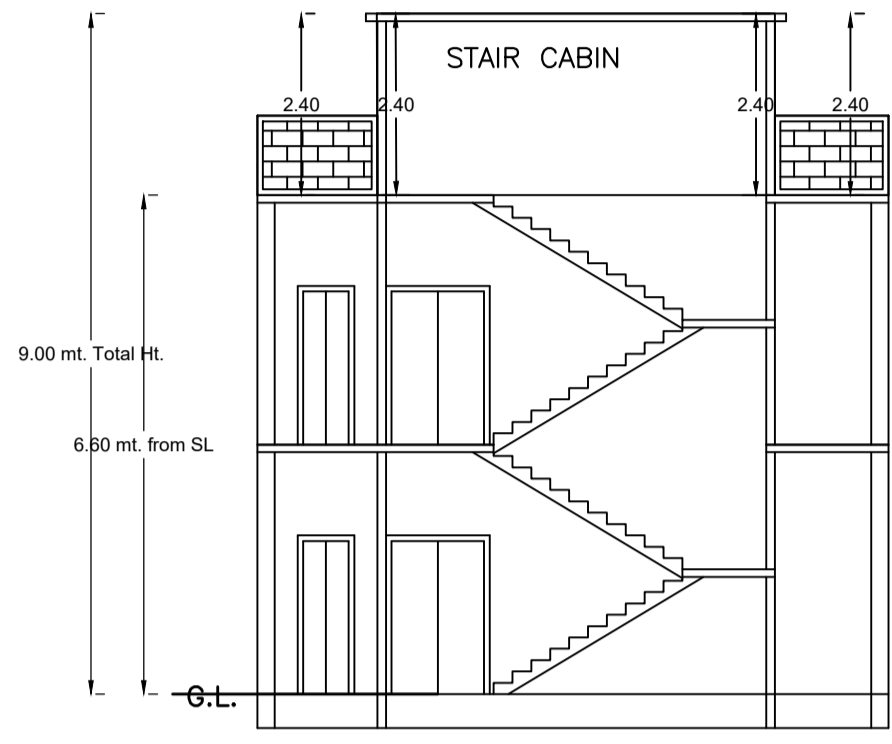 STAIR CABIN
2.40
2.40
2.40
2.40
9.00 mt. Total Ht.
6.60 mt. from SL
G.L.